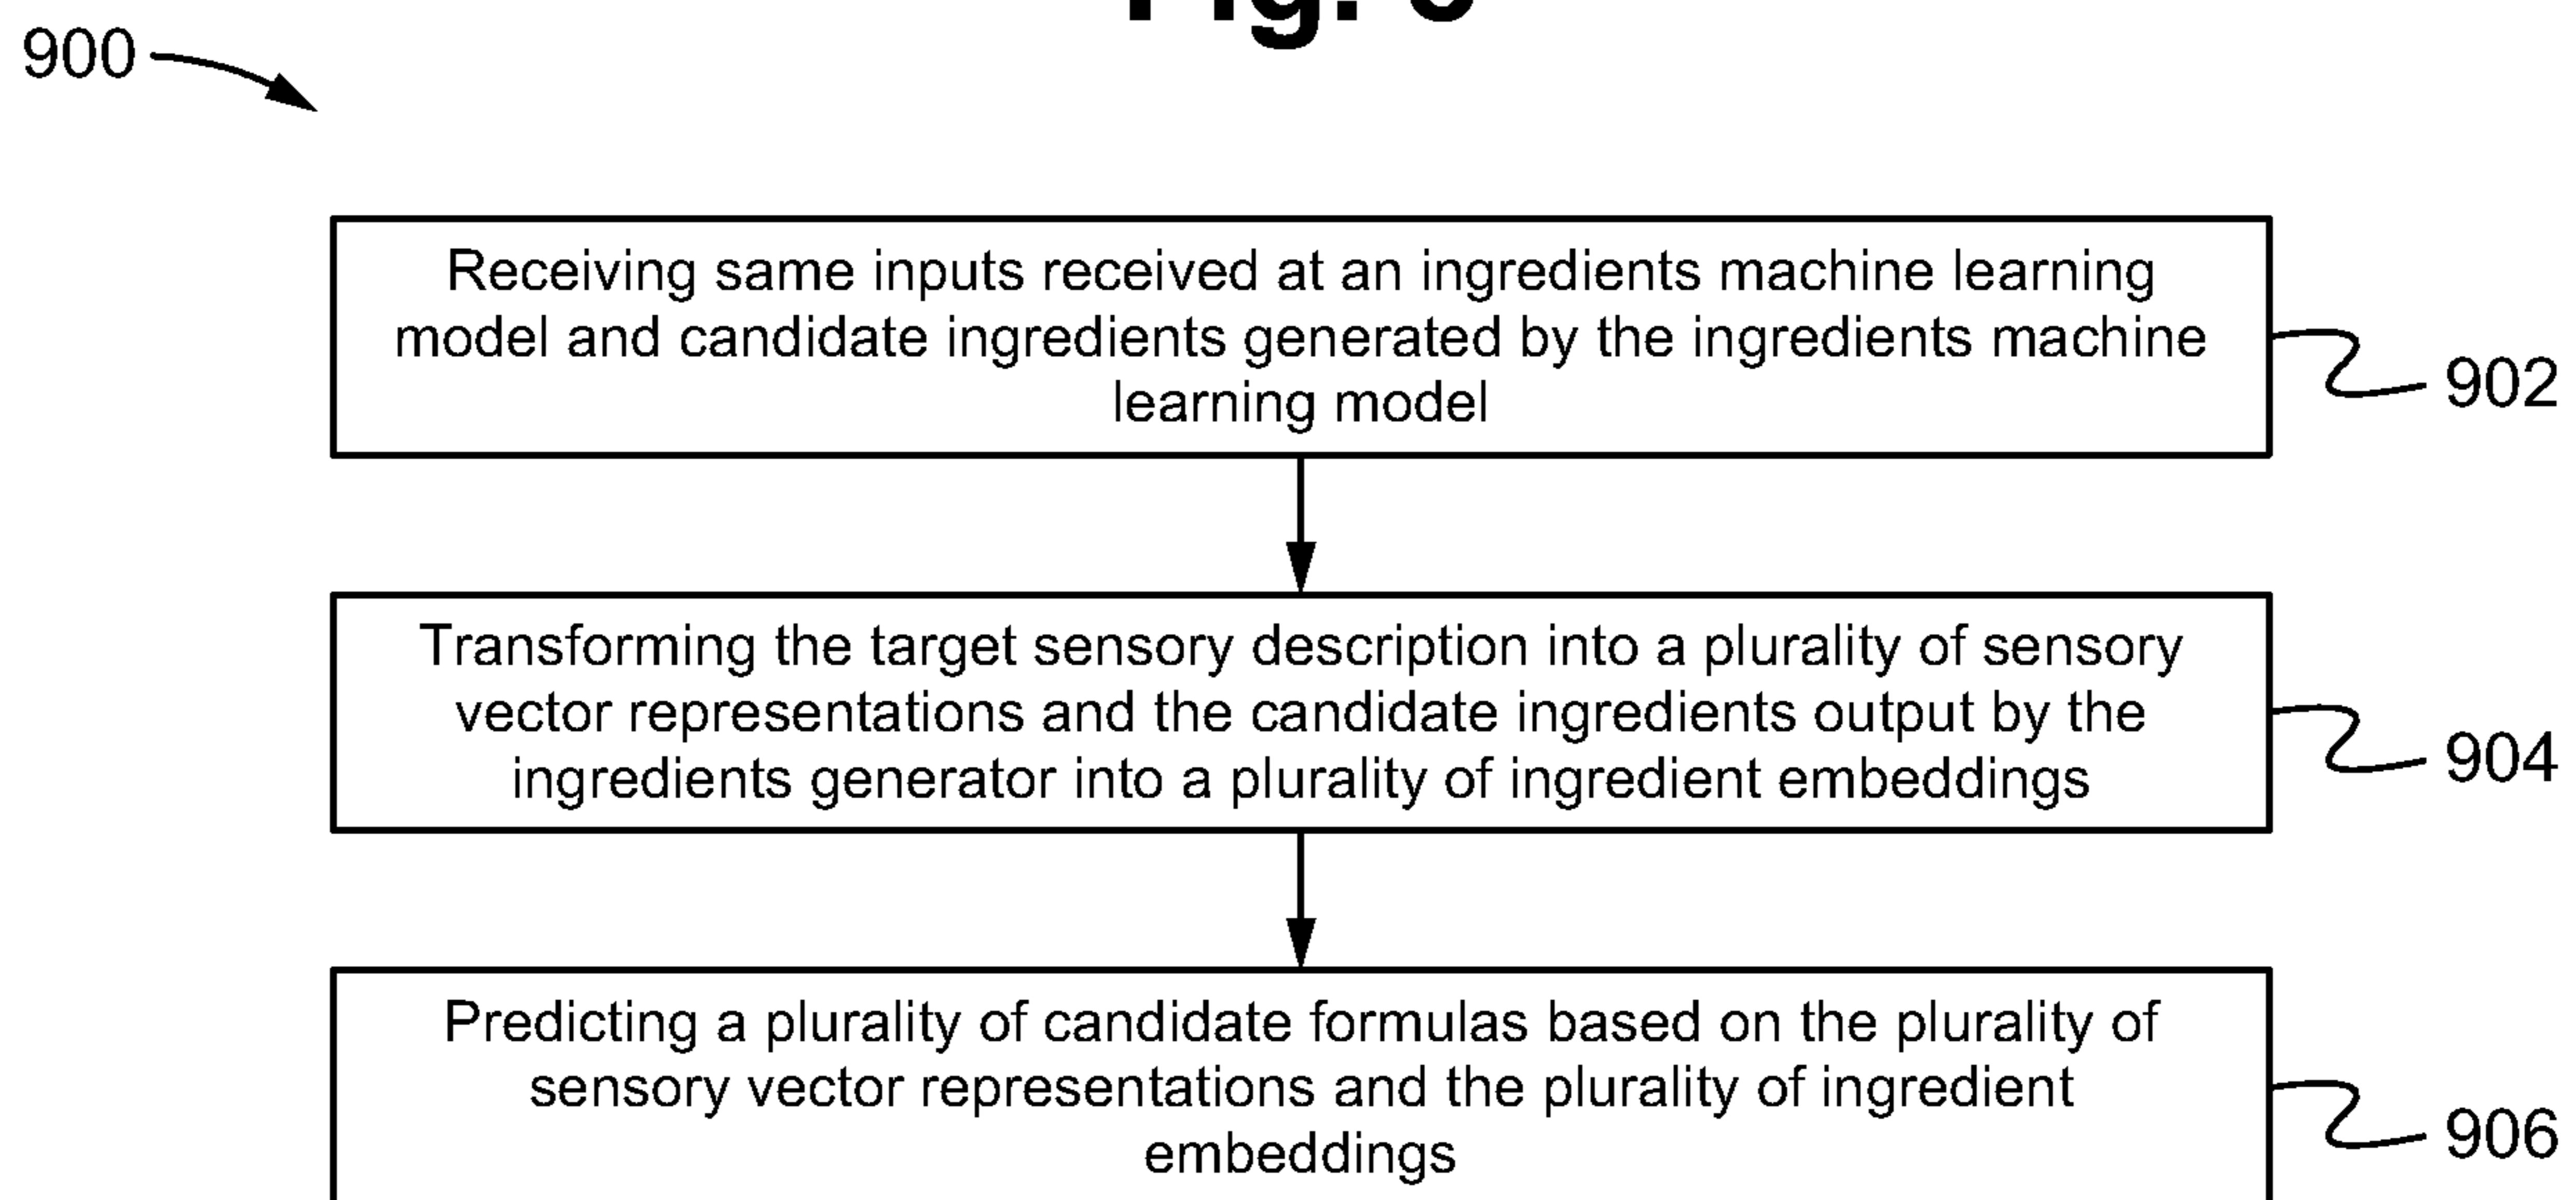 Fig.
900
Receiving same inputs received at an ingredients machine learning
model and candidate ingredients generated by the ingredients machine
learning model
902
Transforming the target sensory description into a plurality of sensory
vector representations and the candidate ingredients output by the
ingredients generator into a plurality of ingredient embeddings
904
Predicting a plurality of candidate formulas based on the plurality of
sensory vector representations and the plurality of ingredient
embeddings
906